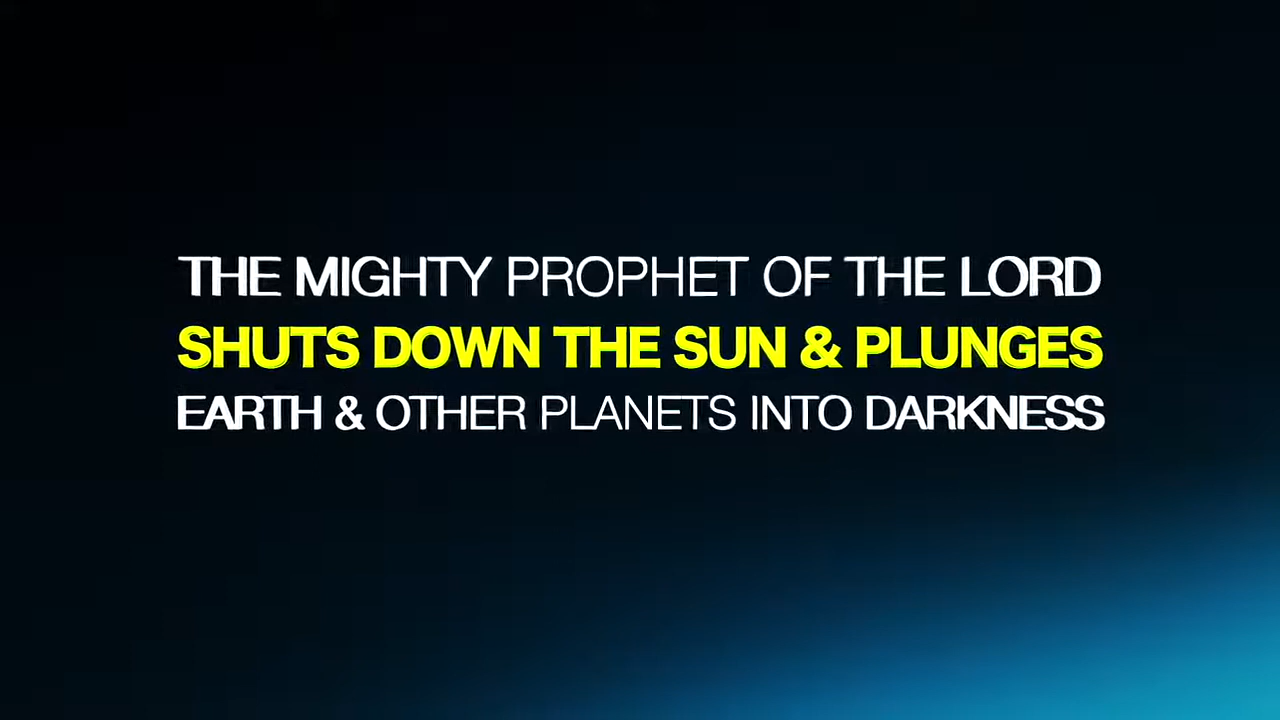 THE MIGHTY PROPHET OF THE LORD
SHUTS DOWN THE SUN & PLUNGES
EARTH & OTHER PLANETS INTO DARKNESS